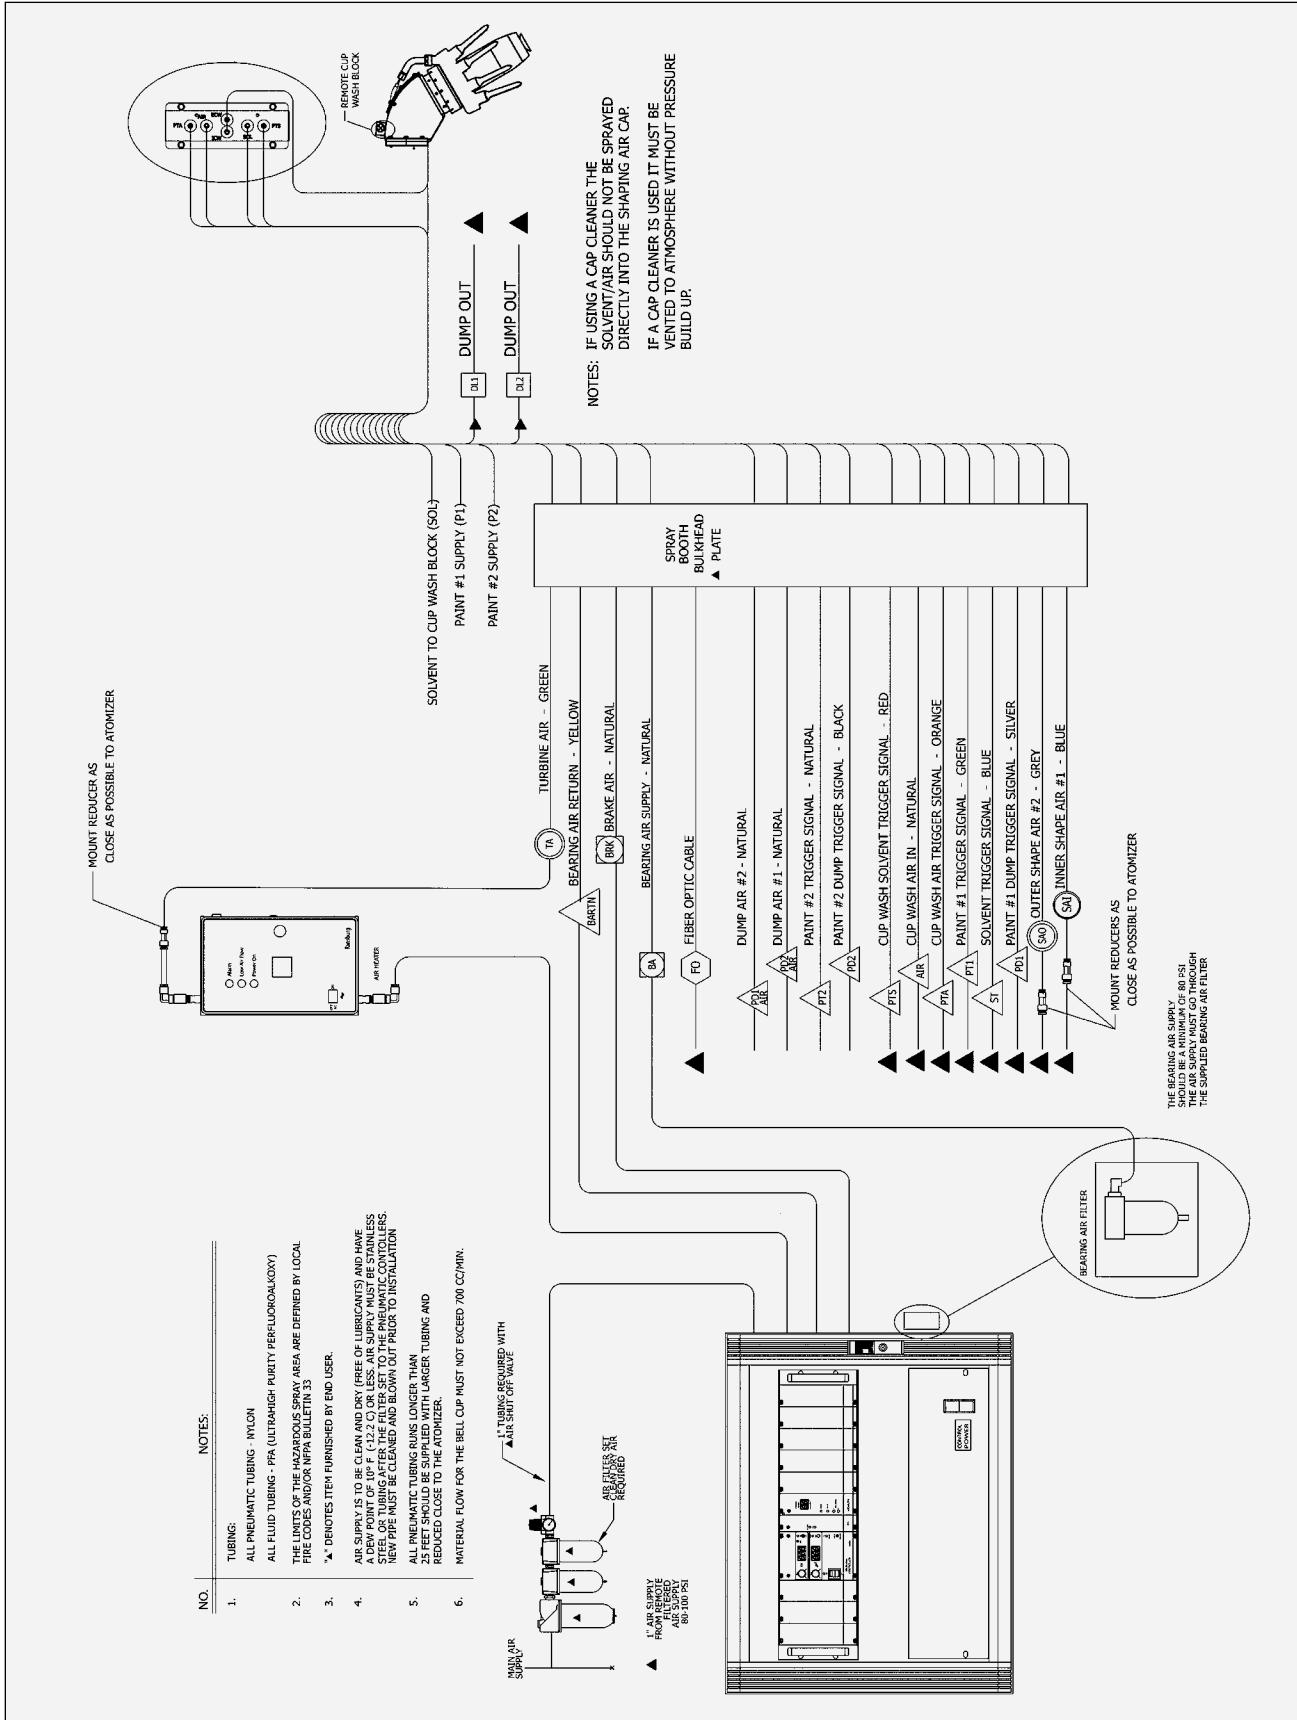 NO.
NOTES:
1.
TUBING:
ALL PNEUMATIC TUBING - NYLON
ALL FLUID TUBING - PFA (ULTRAHIGH PURITY PERFLUOROALKOXY)
2.
THE LIMITS OF THE HAZARDOUS SPRAY AREA ARE DEFINED BY LOCAL
FIRE CODES AND/OR NFPA BULLETIN 33
3.
"▲" DENOTES ITEM FURNISHED BY END USER.
4.
AIR SUPPLY IS TO BE CLEAN AND DRY (FREE OF LUBRICANTS) AND HAVE
A DEW POINT OF 10° F (-12.2 C) OR LESS. AIR SUPPLY MUST BE STAINLESS
STEEL OR TUBING AFTER THE FILTER SET TO THE PNEUMATIC CONTOLLERS.
NEW PIPE MUST BE CLEANED AND BLOWN OUT PRIOR TO INSTALLATION
5.
ALL PNEUMATIC TUBING RUNS LONGER THAN
25 FEET SHOULD BE SUPPLIED WITH LARGER TUBING AND
REDUCED CLOSE TO THE ATOMIZER.
6.
MATERIAL FLOW FOR THE BELL CUP MUST NOT EXCEED 700 CC/MIN.
MOUNT REDUCER AS
CLOSE AS POSSIBLE TO ATOMIZER
Alarm
Low Air Flow
Power On
Ransburg
AIR HEATER
REMOTE CUP
WASH BLOCK
PTA
AIR
SOL
PTS
SOLVENT TO CUP WASH BLOCK (SOL)
PAINT #1 SUPPLY (P1)
PAINT #2 SUPPLY (P2)
DL1
DUMP OUT
DL2
DUMP OUT
NOTES:
IF USING A CAP CLEANER THE
SOLVENT/AIR SHOULD NOT BE SPRAYED
DIRECTLY INTO THE SHAPING AIR CAP.
IF A CAP CLEANER IS USED IT MUST BE
VENTED TO ATMOSPHERE WITHOUT PRESSURE
BUILD UP.
MAIN AIR
SUPPLY
1" TUBING REQUIRED WITH
▲AIR SHUT OFF VALVE
AIR FILTER SET
CLEAN DRY AIR
REQUIRED
▲
1" AIR SUPPLY
FROM REMOTE
FILTERED
AIR SUPPLY
80-100 PSI
TA
TURBINE AIR - GREEN
BARTN
BEARING AIR RETURN - YELLOW
BRK
BRAKE AIR - NATURAL
BA
BEARING AIR SUPPLY - NATURAL
FO
FIBER OPTIC CABLE
SPRAY
BOOTH
BULKHEAD
▲ PLATE
PD1
AIR
DUMP AIR #2 - NATURAL
PD2
AIR
DUMP AIR #1 - NATURAL
PT2
PAINT #2 TRIGGER SIGNAL - NATURAL
PD2
PAINT #2 DUMP TRIGGER SIGNAL - BLACK
PTS
CUP WASH SOLVENT TRIGGER SIGNAL - RED
AIR
CUP WASH AIR IN - NATURAL
PTA
CUP WASH AIR TRIGGER SIGNAL - ORANGE
PT1
PAINT #1 TRIGGER SIGNAL - GREEN
ST
SOLVENT TRIGGER SIGNAL - BLUE
PD1
PAINT #1 DUMP TRIGGER SIGNAL - SILVER
SAO
OUTER SHAPE AIR #2 - GREY
SAI
INNER SHAPE AIR #1 - BLUE
MOUNT REDUCERS AS
CLOSE AS POSSIBLE TO ATOMIZER
THE BEARING AIR SUPPLY
SHOULD BE A MINIMUM OF 80 PSI
THE AIR SUPPLY MUST GO THROUGH
THE SUPPLIED BEARING AIR FILTER
CONTROL
POWER
BEARING AIR FILTER